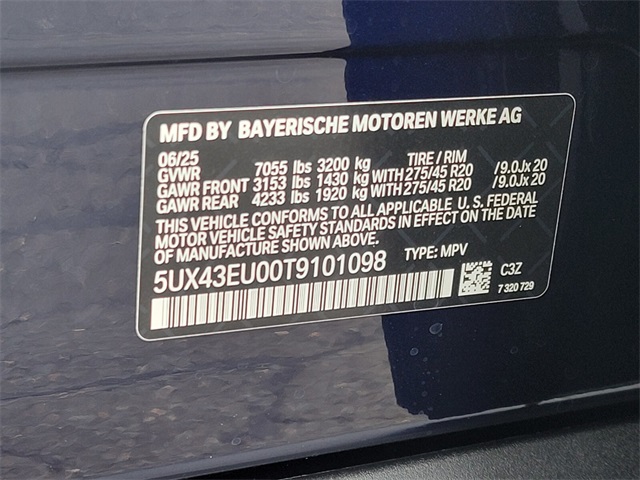 MFD BY BAYERISCHE MOTOREN WERKE AG
06/25 TIRE / RIM
GVWR 7055 lbs 3200 kg
GAWR FRONT 3153 lbs 1430 kg WITH 275/45 R20 /9.0Jx 20
GAWR REAR 4233 lbs 1920 kg WITH 275/45 R20 /9.0Jx 20
THIS VEHICLE CONFORMS TO ALL APPLICABLE U. S. FEDERAL
MOTOR VEHICLE SAFETY STANDARDS IN EFFECT ON THE DATE
OF MANUFACTURE SHOWN ABOVE.
5UX43EU00T9101098 TYPE: MPV
C3Z
7 320 729